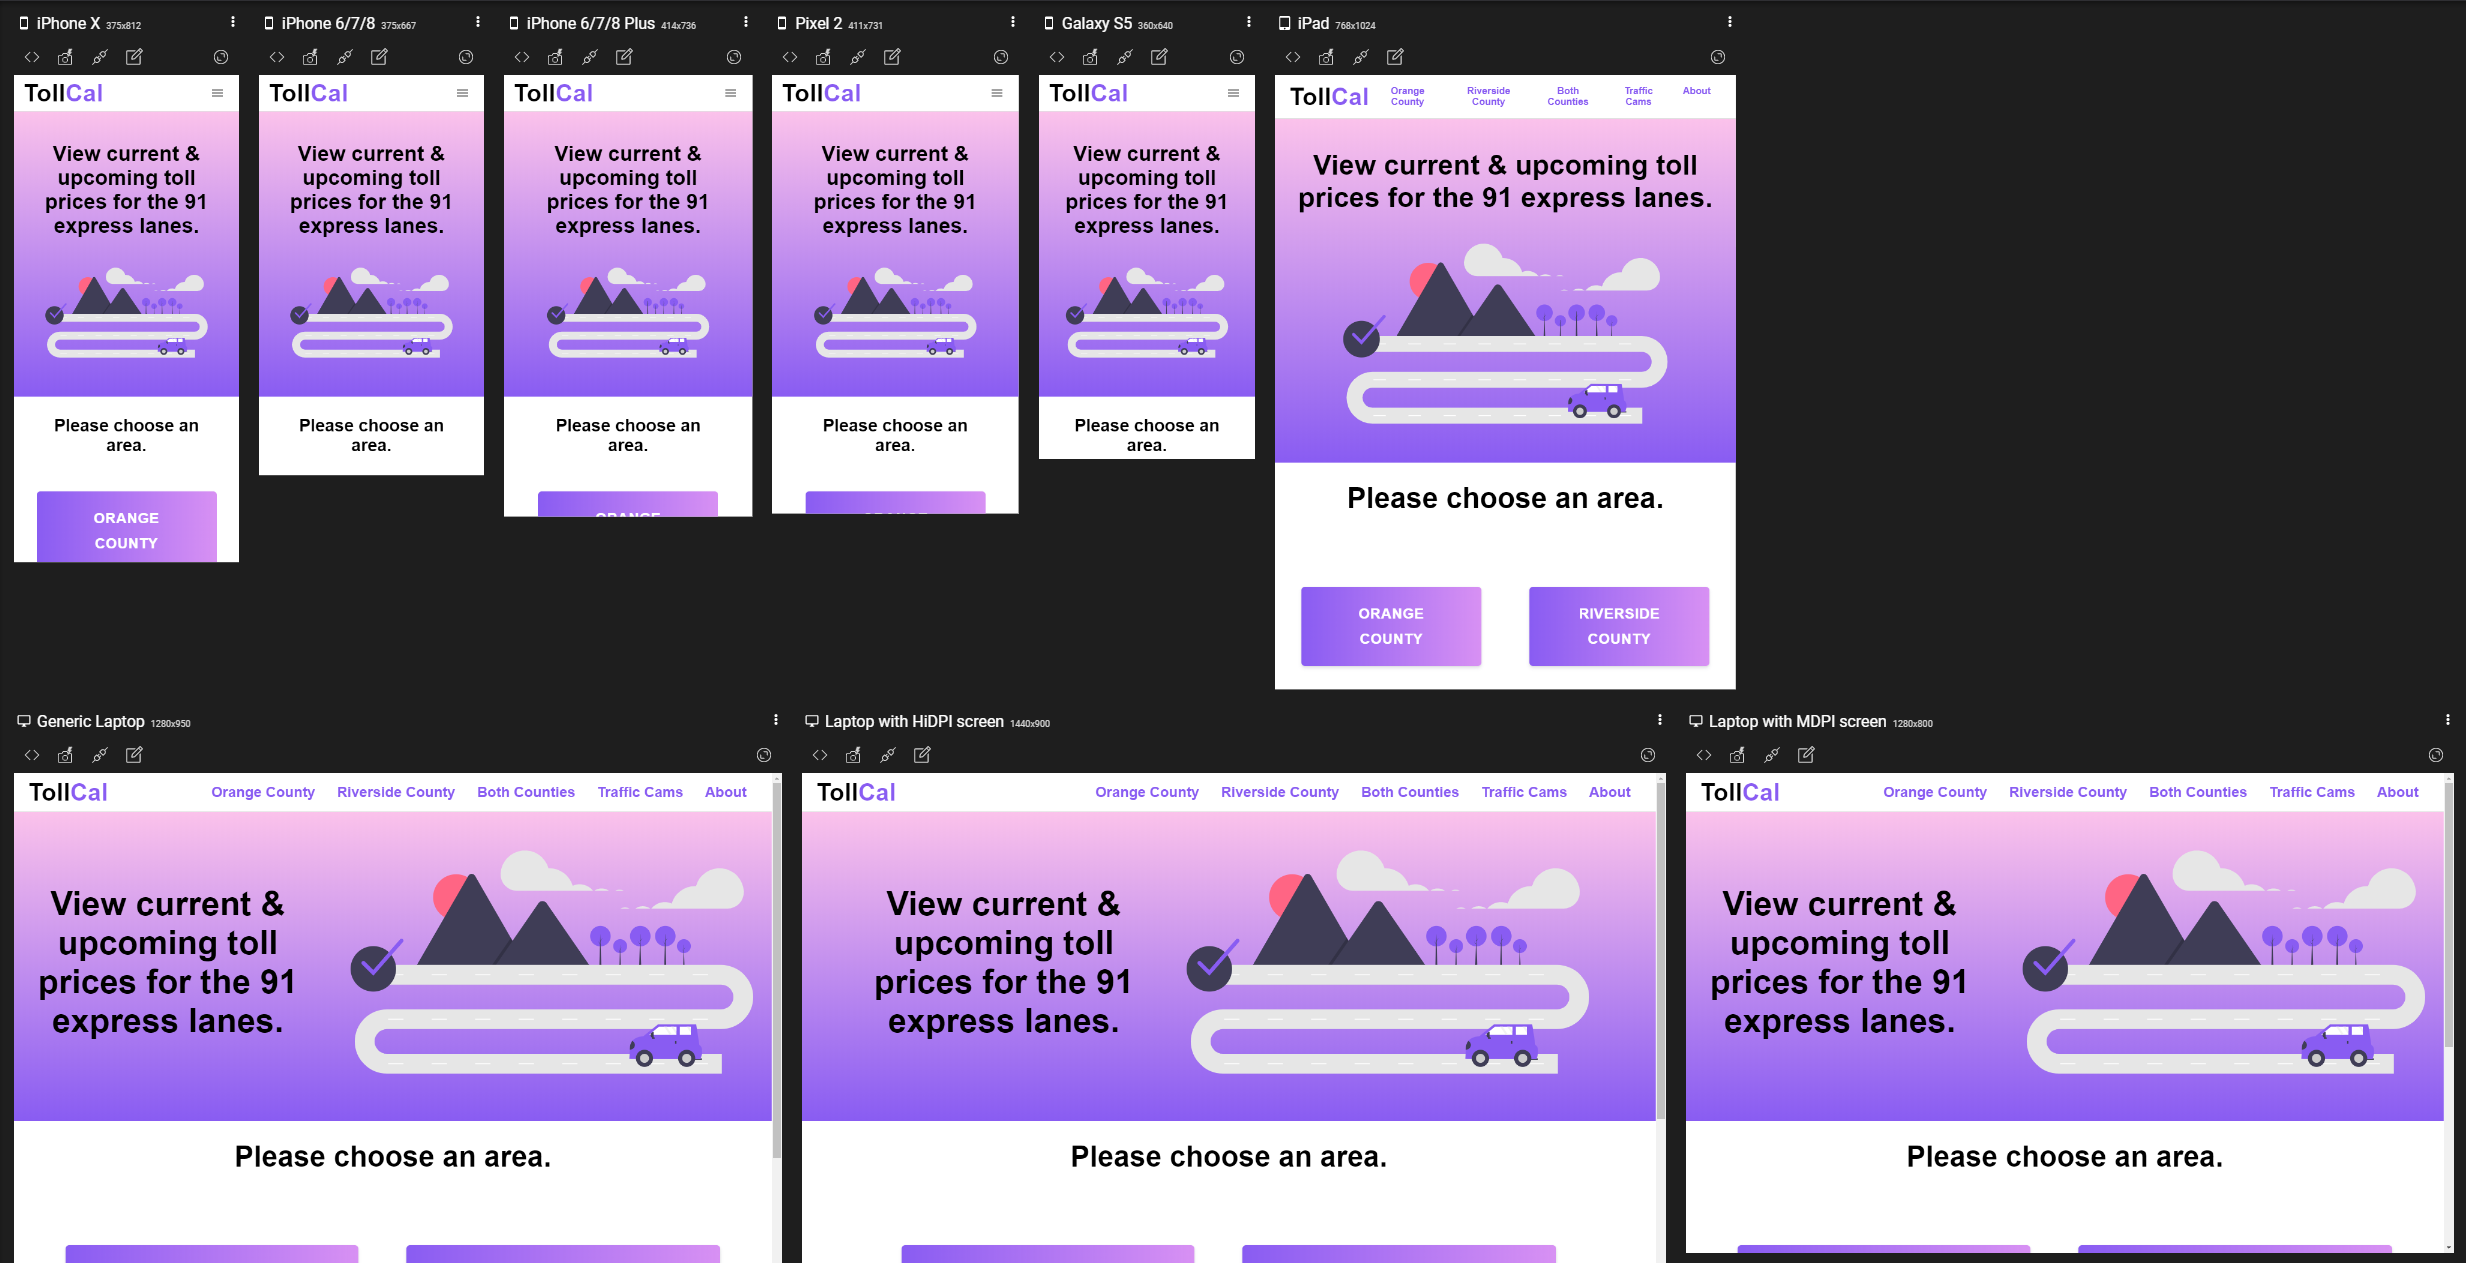 iPhone X 375x812
TollCal
View current &
upcoming toll
prices for the 91
express lanes.
Please choose an
area.
ORANGE
COUNTY
iPhone 6/7/8 375x667
TollCal
View current &
upcoming toll
prices for the 91
express lanes.
Please choose an
area.
iPhone 6/7/8 Plus 414x736
TollCal
View current &
upcoming toll
prices for the 91
express lanes.
Please choose an
area.
ORANGE
Pixel 2 411x731
TollCal
View current &
upcoming toll
prices for the 91
express lanes.
Please choose an
area.
Galaxy S5 360x640
TollCal
View current &
upcoming toll
prices for the 91
express lanes.
Please choose an
area.
iPad 768x1024
TollCal
Orange
County
Riverside
County
Both
Counties
Traffic
Cams
About
View current & upcoming toll
prices for the 91 express lanes.
Please choose an area.
ORANGE
COUNTY
RIVERSIDE
COUNTY
Generic Laptop 1280x950
TollCal Orange County Riverside County Both Counties Traffic Cams About
View current &
upcoming toll
prices for the 91
express lanes.
Please choose an area.
Laptop with HiDPI screen 1440x900
TollCal Orange County Riverside County Both Counties Traffic Cams About
View current &
upcoming toll
prices for the 91
express lanes.
Please choose an area.
Laptop with MDPI screen 1280x800
TollCal Orange County Riverside County Both Counties Traffic Cams About
View current &
upcoming toll
prices for the 91
express lanes.
Please choose an area.